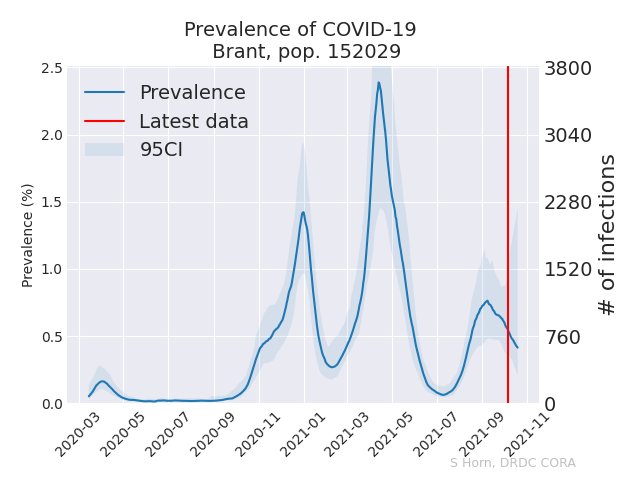 Prevalence of COVID-19
Brant, pop. 152029
Prevalence
Latest data
95CI
Prevalence (%)
2.5
2.0
1.5
1.0
0.5
0.0
3800
3040
2280
1520
760
0
# of infections
2020-03
2020-05
2020-07
2020-09
2020-11
2021-01
2021-03
2021-05
2021-07
2021-09
2021-11
S Horn, DRDC CORA